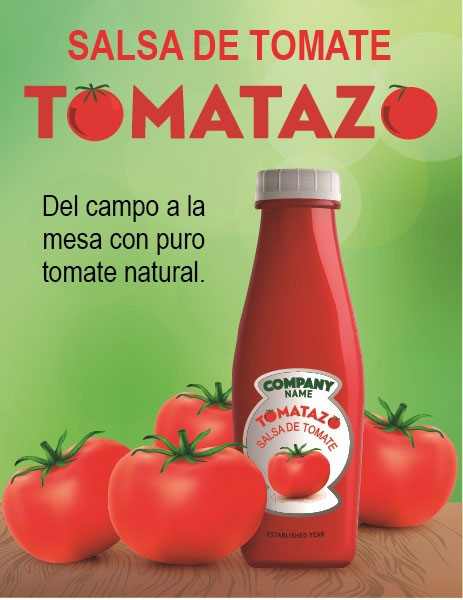 SALSA DE TOMATE
TOMATAZO
Del campo a la
mesa con puro
tomate natural.
COMPANY
NAME
TOMATAZO
SALSA DE TOMATE
ESTABLISHED YEAR